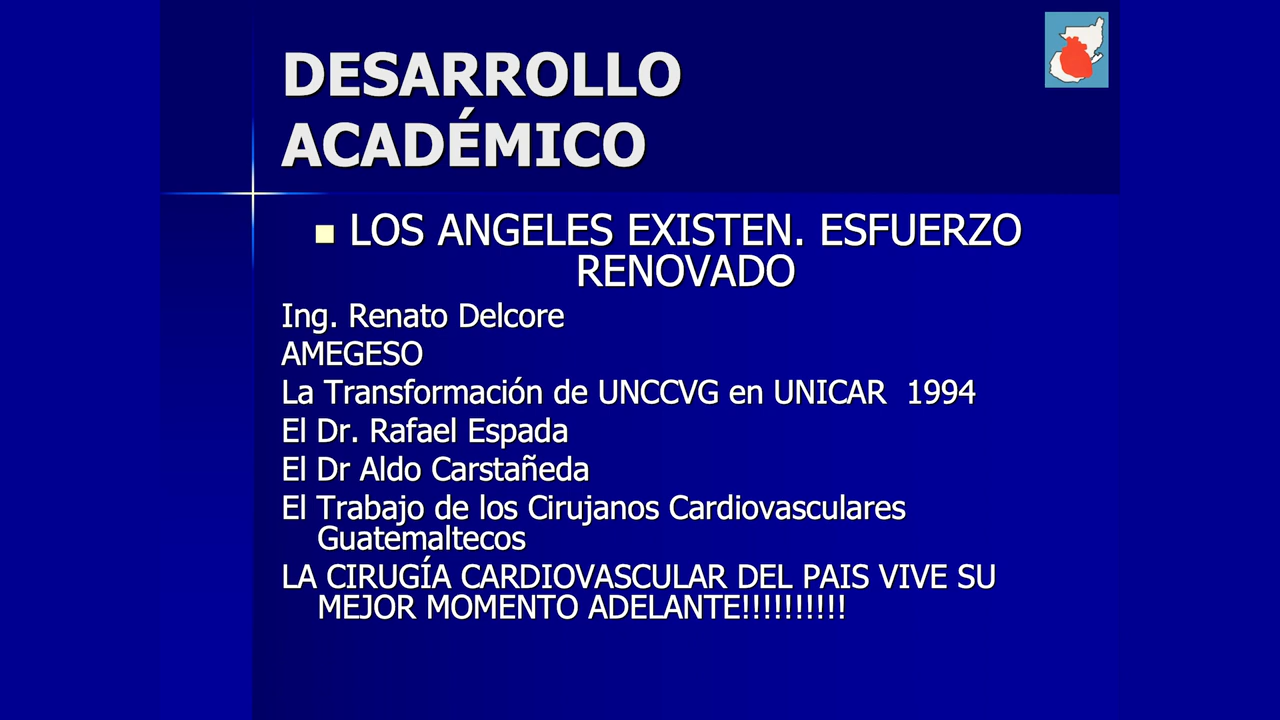 DESARROLLO
ACADÉMICO
LOS ANGELES EXISTEN. ESFUERZO
RENOVADO
Ing. Renato Delcore
AMEGESO
La Transformación de UNCCVG en UNICAR 1994
El Dr. Rafael Espada
El Dr Aldo Carstañeda
El Trabajo de los Cirujanos Cardiovasculares
Guatemaltecos
LA CIRUGÍA CARDIOVASCULAR DEL PAIS VIVE SU
MEJOR MOMENTO ADELANTE!!!!!!!!!!